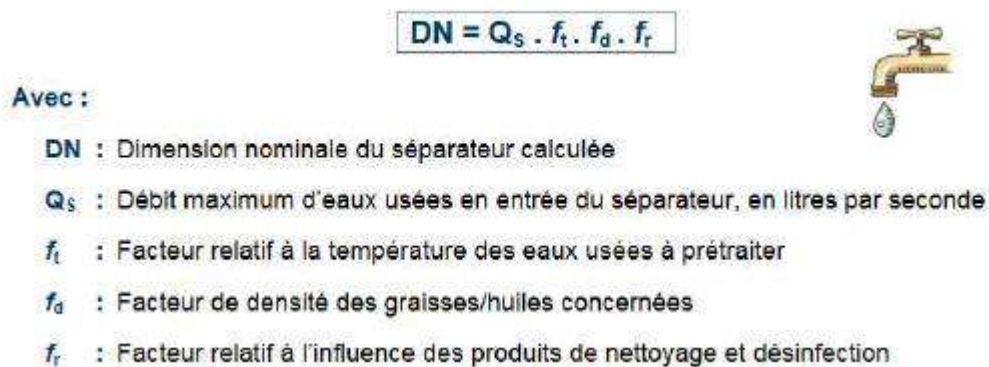 DN = Qs . ft . fd . fr
Avec :
DN : Dimension nominale du séparateur calculée
Qs : Débit maximum d'eaux usées en entrée du séparateur, en litres par seconde
ft : Facteur relatif à la température des eaux usées à prétraiter
fd : Facteur de densité des graisses/huiles concernées
fr : Facteur relatif à l'influence des produits de nettoyage et désinfection